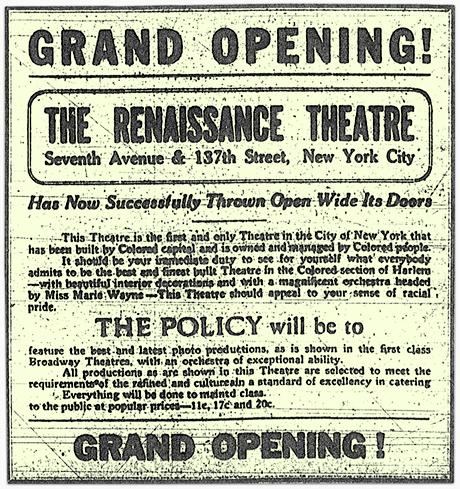 GRAND OPENING!
THE RENAISSANCE THEATRE
Seventh Avenue & 137th Street, New York City
Has Now Successfully Thrown Open Wide Its Doors
This Theatre is the first and only Theatre in the City of New York that
has been built by Colored capital and is owned and managed by Colored people.
It should be your immediate duty to see for yourself what everybody
admits to be the best and finest built Theatre in the Colored section of Harlem
—with beautiful interior decorations and with a magnificent orchestra headed
by Miss Marie Wayne—This Theatre should appeal to your sense of racial
pride.
THE POLICY will be to
feature the best and latest photo productions, as is shown in the first class
Broadway Theatres, with an orchestra of exceptional ability.
All productions as are shown in this Theatre are selected to meet the
requirements of the refined and cultures in a standard of excellency in catering
Everything will be done to maintd class.
to the public at popular prices—11c, 17c and 20c.
GRAND OPENING!